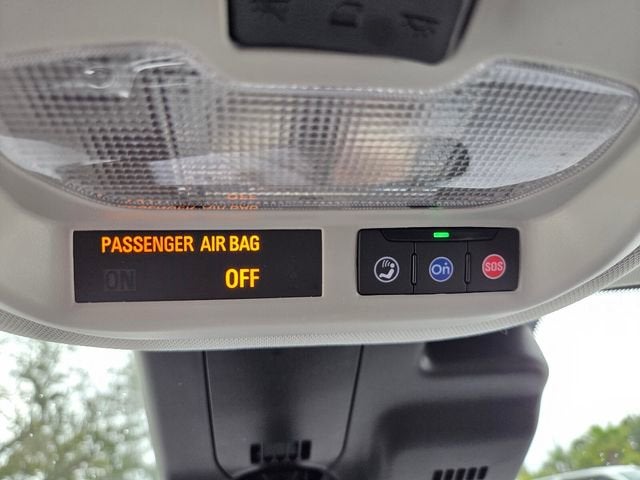 PASSENGER AIR BAG
ON OFF
On
SOS